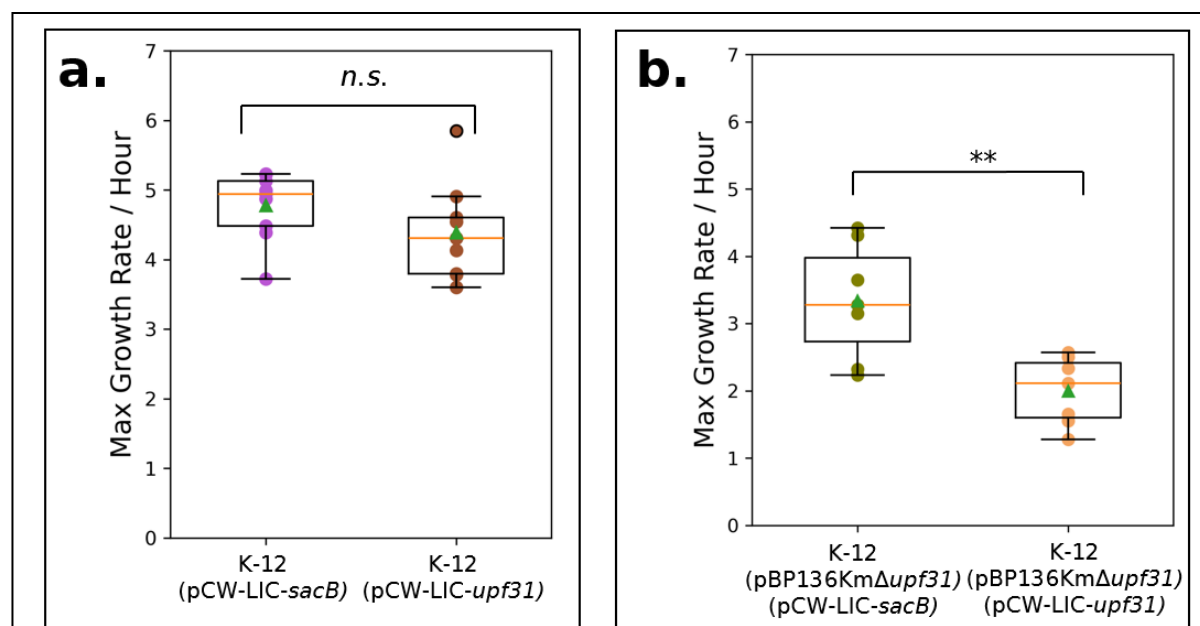 a.
n.s.
Max Growth Rate / Hour
7
6
5
4
3
2
1
0
K-12
(pCW-LIC-sacB)
K-12
(pCW-LIC-upf31)
b.
**
Max Growth Rate / Hour
7
6
5
4
3
2
1
0
K-12
(pBP136KmΔupf31)
(pCW-LIC-sacB)
K-12
(pBP136KmΔupf31)
(pCW-LIC-upf31)